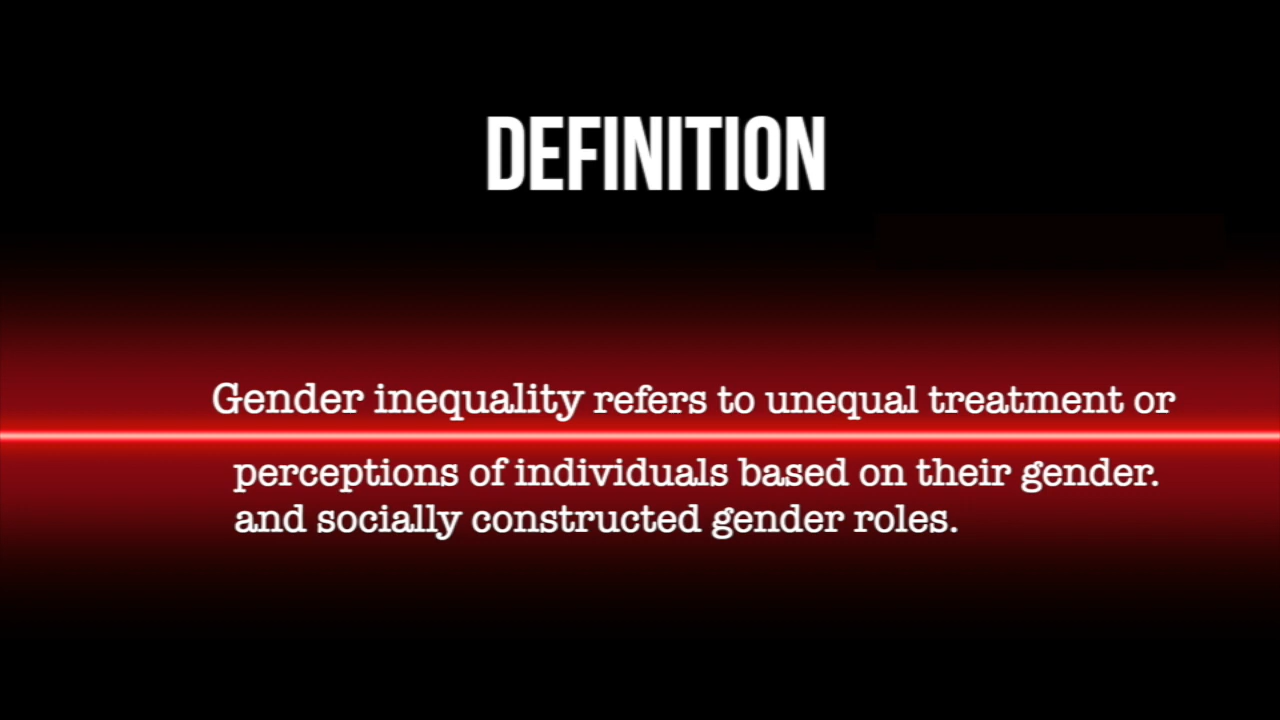 DEFINITION
Gender inequality refers to unequal treatment or
perceptions of individuals based on their gender.
and socially constructed gender roles.